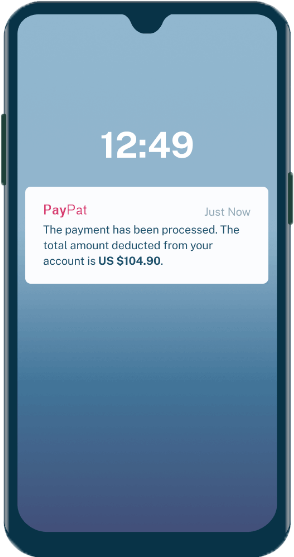 12:49
PayPat
Just Now
The payment has been processed. The
total amount deducted from your
account is US $104.90.